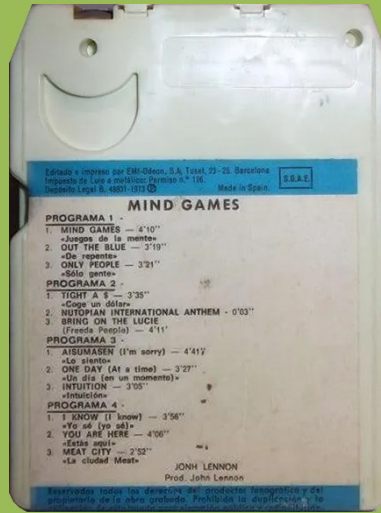 Editado e impreso por EMI-Odeon, S.A. Tuset, 23-25. Barcelona
Impuesto de Lujo a metálico: Permiso n.º 136.
Depósito Legal B. 49931-1973 Ⓟ Made in Spain.
S.G.A.E.
MIND GAMES
PROGRAMA 1 -
1. MIND GAMES — 4'10"
«Juegos de la mente»
2. OUT THE BLUE — 3'19"
«De repente»
3. ONLY PEOPLE — 3'21"
«Sólo gente»
PROGRAMA 2 -
1. TIGHT A $ — 3'35"
«Coge un dólar»
2. NUTOPIAN INTERNATIONAL ANTHEM - 0'03"
3. BRING ON THE LUCIE
(Freeda Peeple) — 4'11'
PROGRAMA 3 -
1. AISUMASEN (I'm sorry) — 4'41"
«Lo siento»
2. ONE DAY (At a time) — 3'27"
«Un día (en un momento)»
3. INTUITION — 3'05"
«Intuición»
PROGRAMA 4 -
1. I KNOW (I know) — 3'56"
«Yo sé (yo sé)»
2. YOU ARE HERE — 4'06"
«Estás aquí»
3. MEAT CITY — 2'52"
«La ciudad Meat»
JONH LENNON
Prod. John Lennon
Reservados todos los derechos del productor fonográfico y del
propietario de la obra grabada. Prohibida la duplicación y la